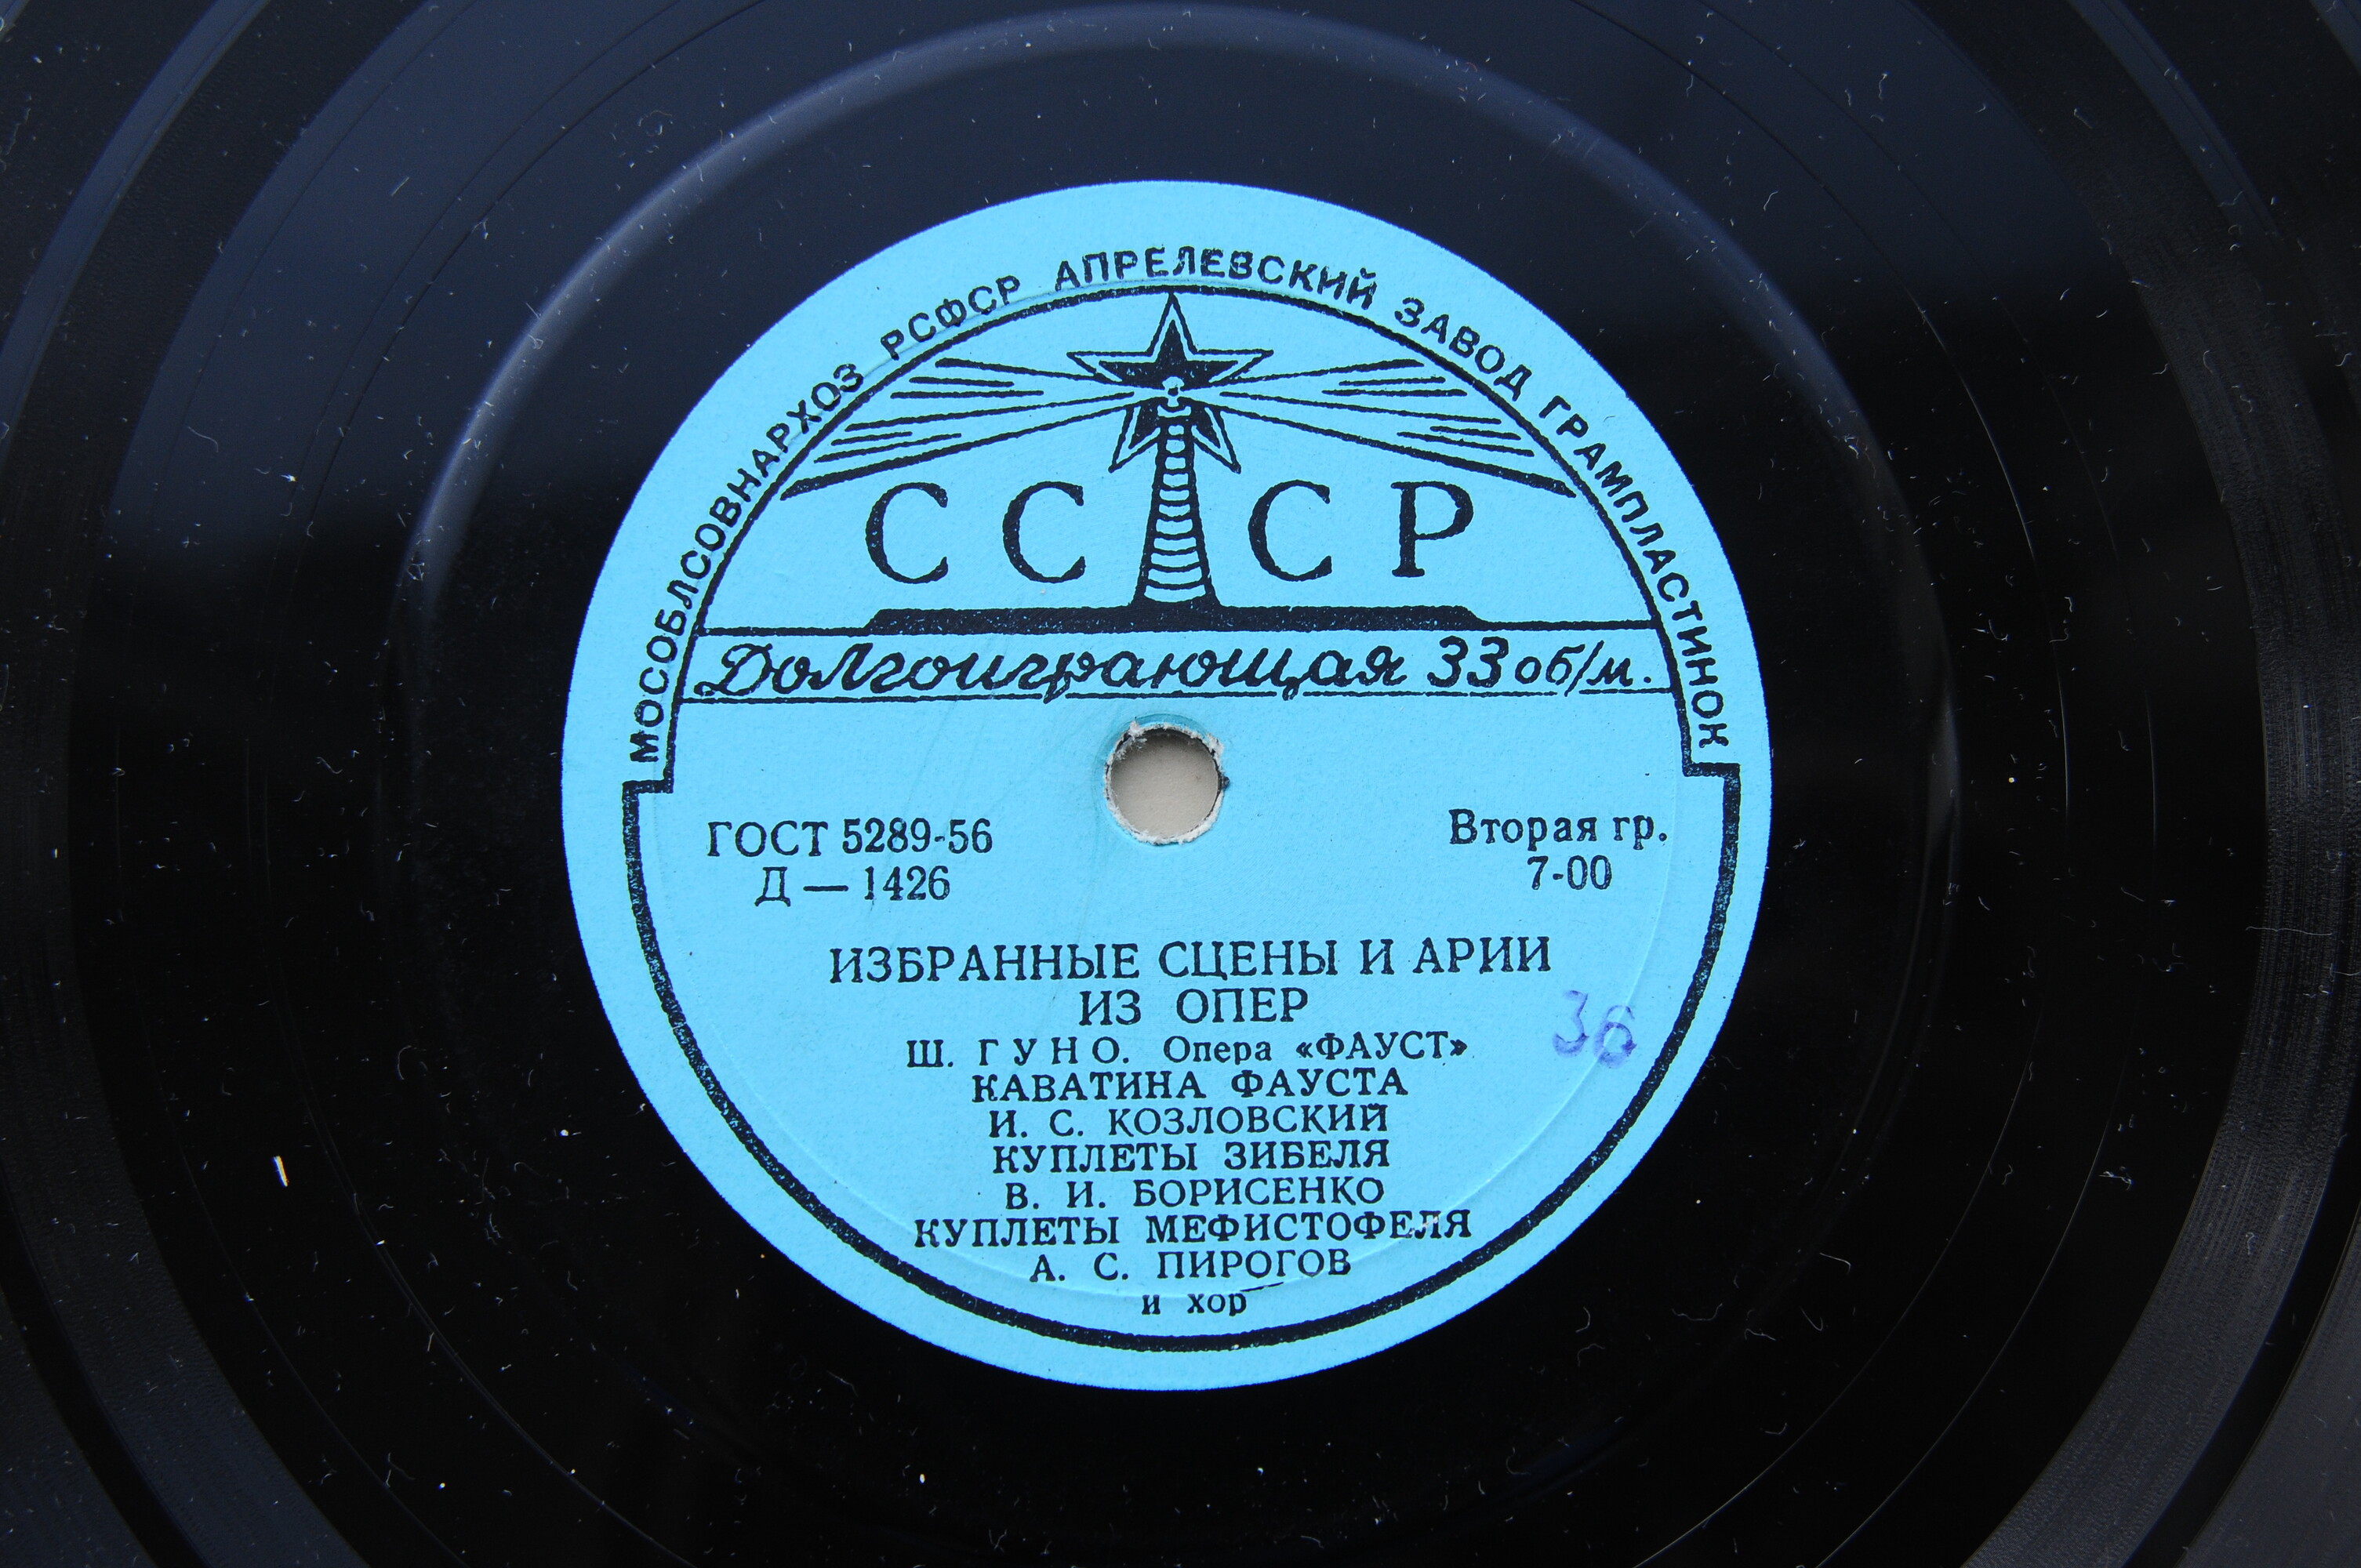 МОСОБЛСОВНАРХОЗ РСФСР АПРЕЛЕВСКИЙ ЗАВОД ГРАМПЛАСТИНОК
СССР
Долгоиграющая 33 об/м.
ГОСТ 5289-56
Д — 1426
Вторая гр.
7-00
ИЗБРАННЫЕ СЦЕНЫ И АРИИ
ИЗ ОПЕР
Ш. ГУНО. Опера «ФАУСТ»
КАВАТИНА ФАУСТА
И. С. КОЗЛОВСКИЙ
КУПЛЕТЫ ЗИБЕЛЯ
В. И. БОРИСЕНКО
КУПЛЕТЫ МЕФИСТОФЕЛЯ
А. С. ПИРОГОВ
и хор
36